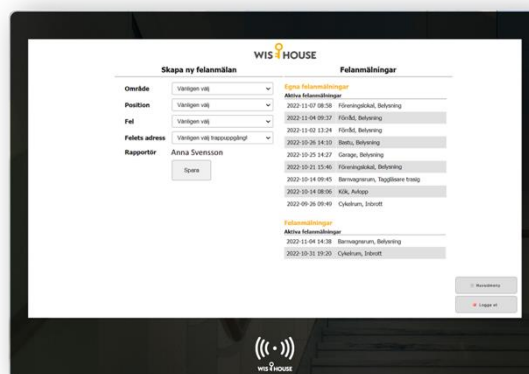 WIS HOUSE
Skapa ny felanmälan
Område Vänligen välj
Position Vänligen välj
Fel Vänligen välj
Felets adress Vänligen välj trappuppgång!
Rapportör Anna Svensson
Spara
Felanmälningar
Egna felanmälningar
Aktiva felanmälningar
2022-11-07 08:58 Föreningslokal, Belysning
2022-11-04 09:37 Förråd, Belysning
2022-11-02 13:24 Förråd, Belysning
2022-10-26 14:10 Bastu, Belysning
2022-10-25 14:27 Garage, Belysning
2022-10-21 15:46 Föreningslokal, Belysning
2022-10-14 09:45 Barnvagnsrum, Taggläsare trasig
2022-10-14 08:06 Kök, Avlopp
2022-09-26 09:49 Cykelrum, Inbrott
Felanmälningar
Aktiva felanmälningar
2022-11-04 14:38 Barnvagnsrum, Belysning
2022-10-31 19:20 Cykelrum, Inbrott
Huvudmeny
Logga ut
WIS HOUSE